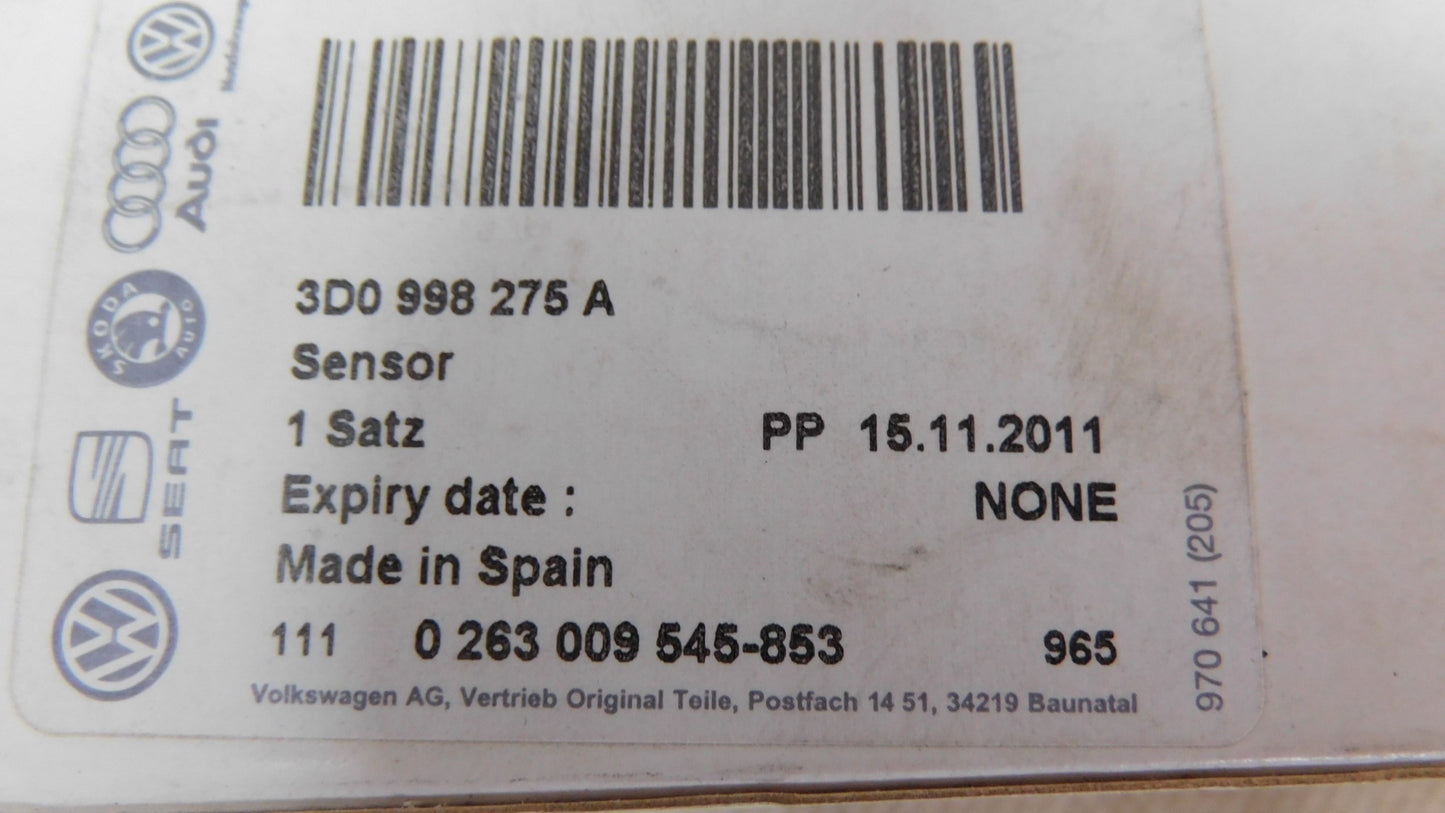 3D0 998 275 A
Sensor
1 Satz PP 15.11.2011
Expiry date : NONE
Made in Spain
111 0 263 009 545-853 965
Volkswagen AG, Vertrieb Original Teile, Postfach 14 51, 34219 Baunatal
970 641 (205)
Audi
SKODA
AUTO
SEAT